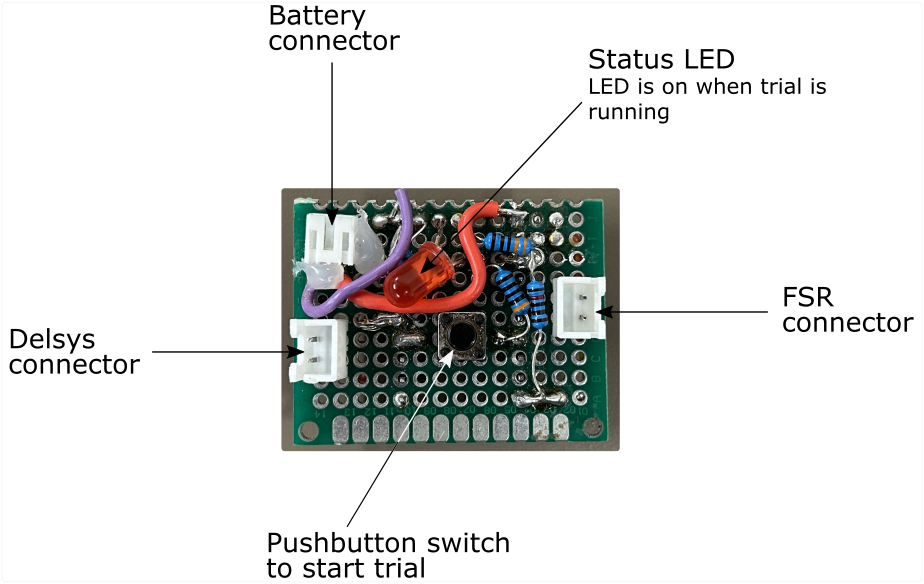 Battery
connector
Status LED
LED is on when trial is
running
FSR
connector
Delsys
connector
Pushbutton switch
to start trial